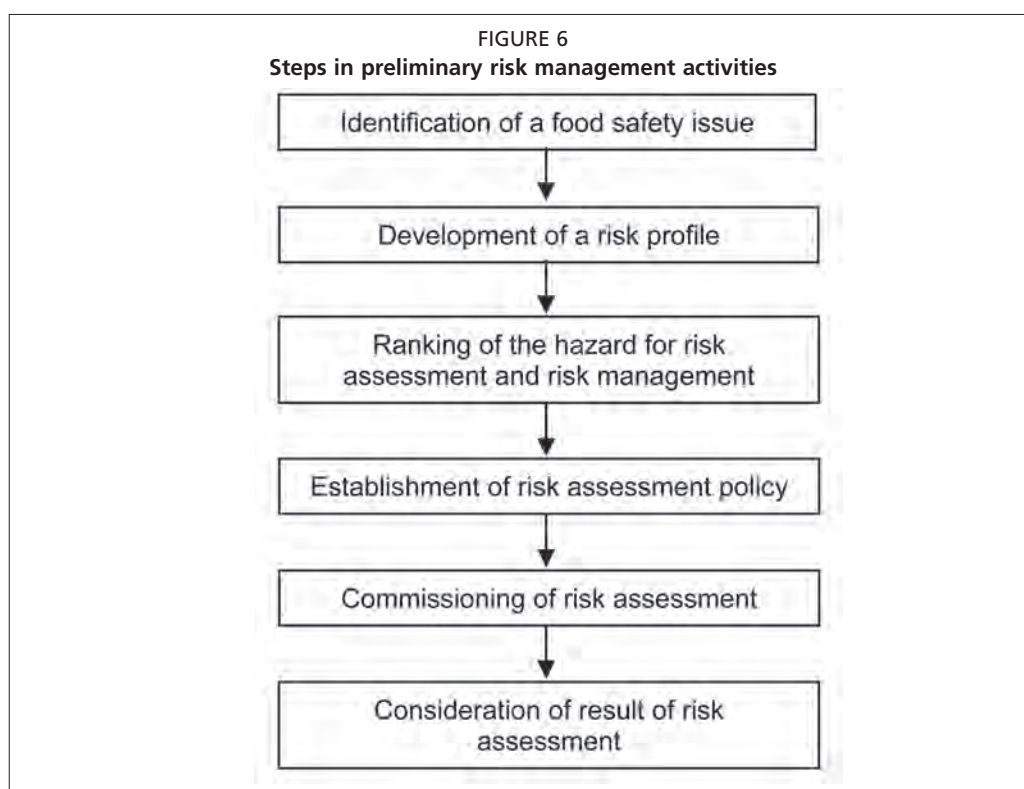 FIGURE 6
Steps in preliminary risk management activities
Identification of a food safety issue
Development of a risk profile
Ranking of the hazard for risk
assessment and risk management
Establishment of risk assessment policy
Commissioning of risk assessment
Consideration of result of risk
assessment